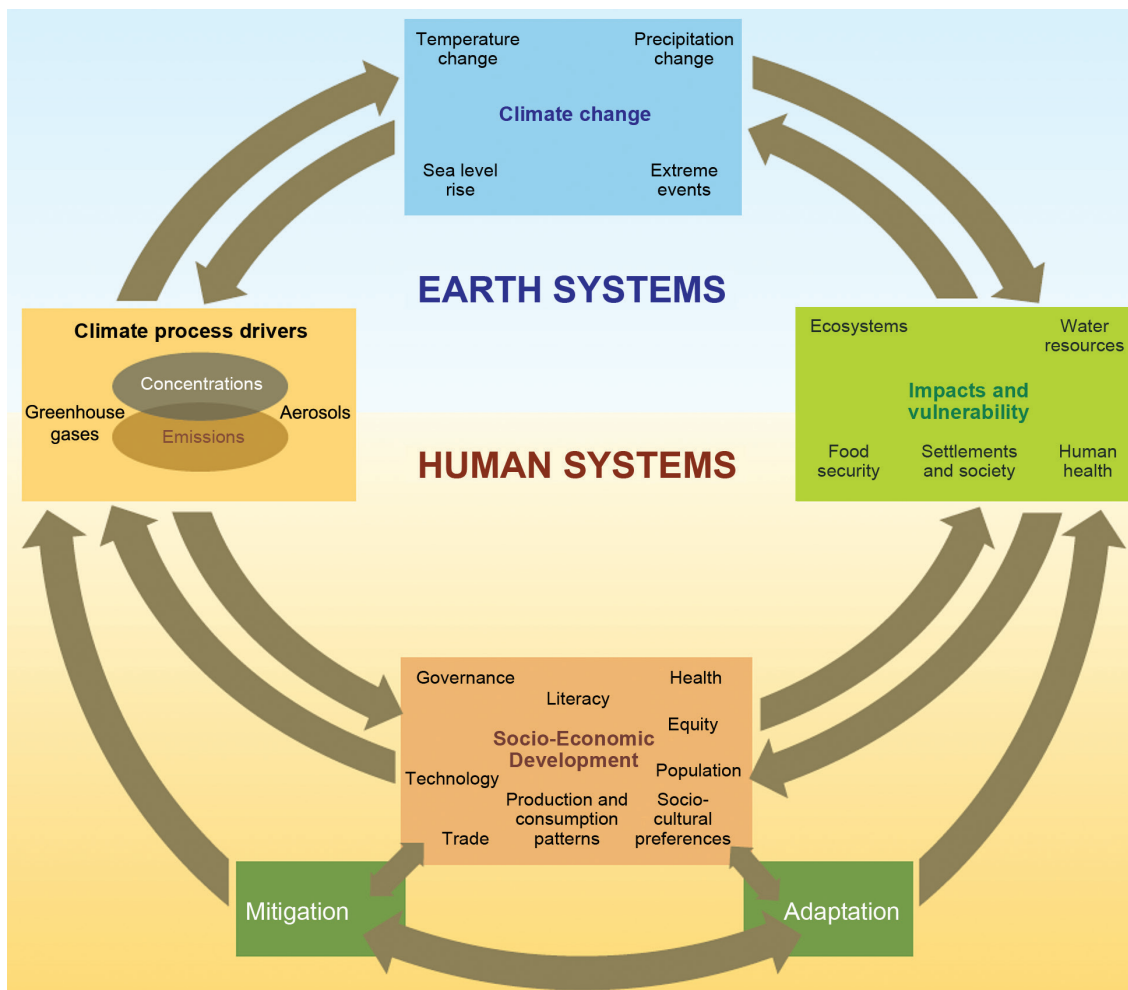 Temperature
change
Precipitation
change
Climate change
Sea level
rise
Extreme
events
EARTH SYSTEMS
Climate process drivers
Concentrations
Greenhouse
gases
Aerosols
Emissions
Ecosystems
Water
resources
Impacts and
vulnerability
Food
security
Settlements
and society
Human
health
HUMAN SYSTEMS
Governance
Literacy
Health
Equity
Socio-Economic
Development
Technology
Population
Trade
Production and
consumption
patterns
Socio-
cultural
preferences
Mitigation
Adaptation